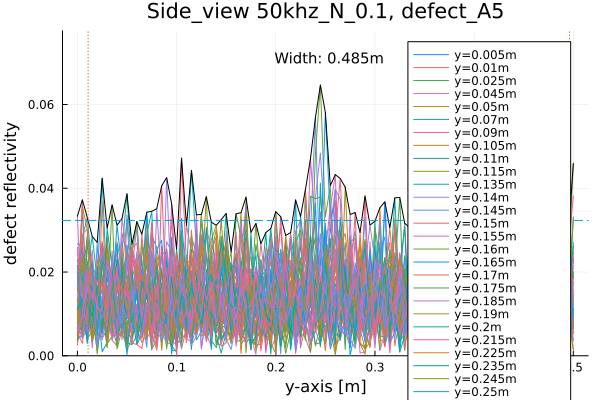 Side_view 50khz_N_0.1, defect_A5
Width: 0.485m
defect reflectivity
0.06
0.04
0.02
0.00
0.0
0.1
0.2
0.3
.5
y-axis [m]
y=0.005m
y=0.01m
y=0.025m
y=0.045m
y=0.05m
y=0.07m
y=0.09m
y=0.105m
y=0.11m
y=0.115m
y=0.135m
y=0.14m
y=0.145m
y=0.15m
y=0.155m
y=0.16m
y=0.165m
y=0.17m
y=0.175m
y=0.185m
y=0.19m
y=0.2m
y=0.215m
y=0.225m
y=0.235m
y=0.245m
y=0.25m